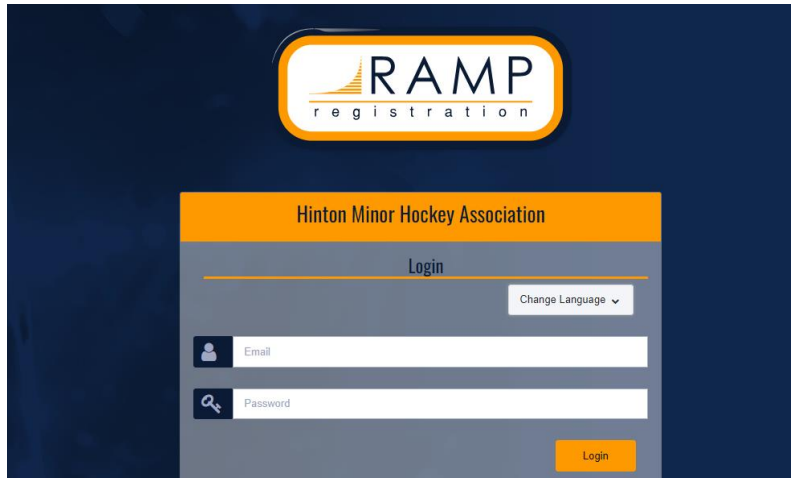 RAMP
registration
Hinton Minor Hockey Association
Login
Change Language
Email
Password
Login